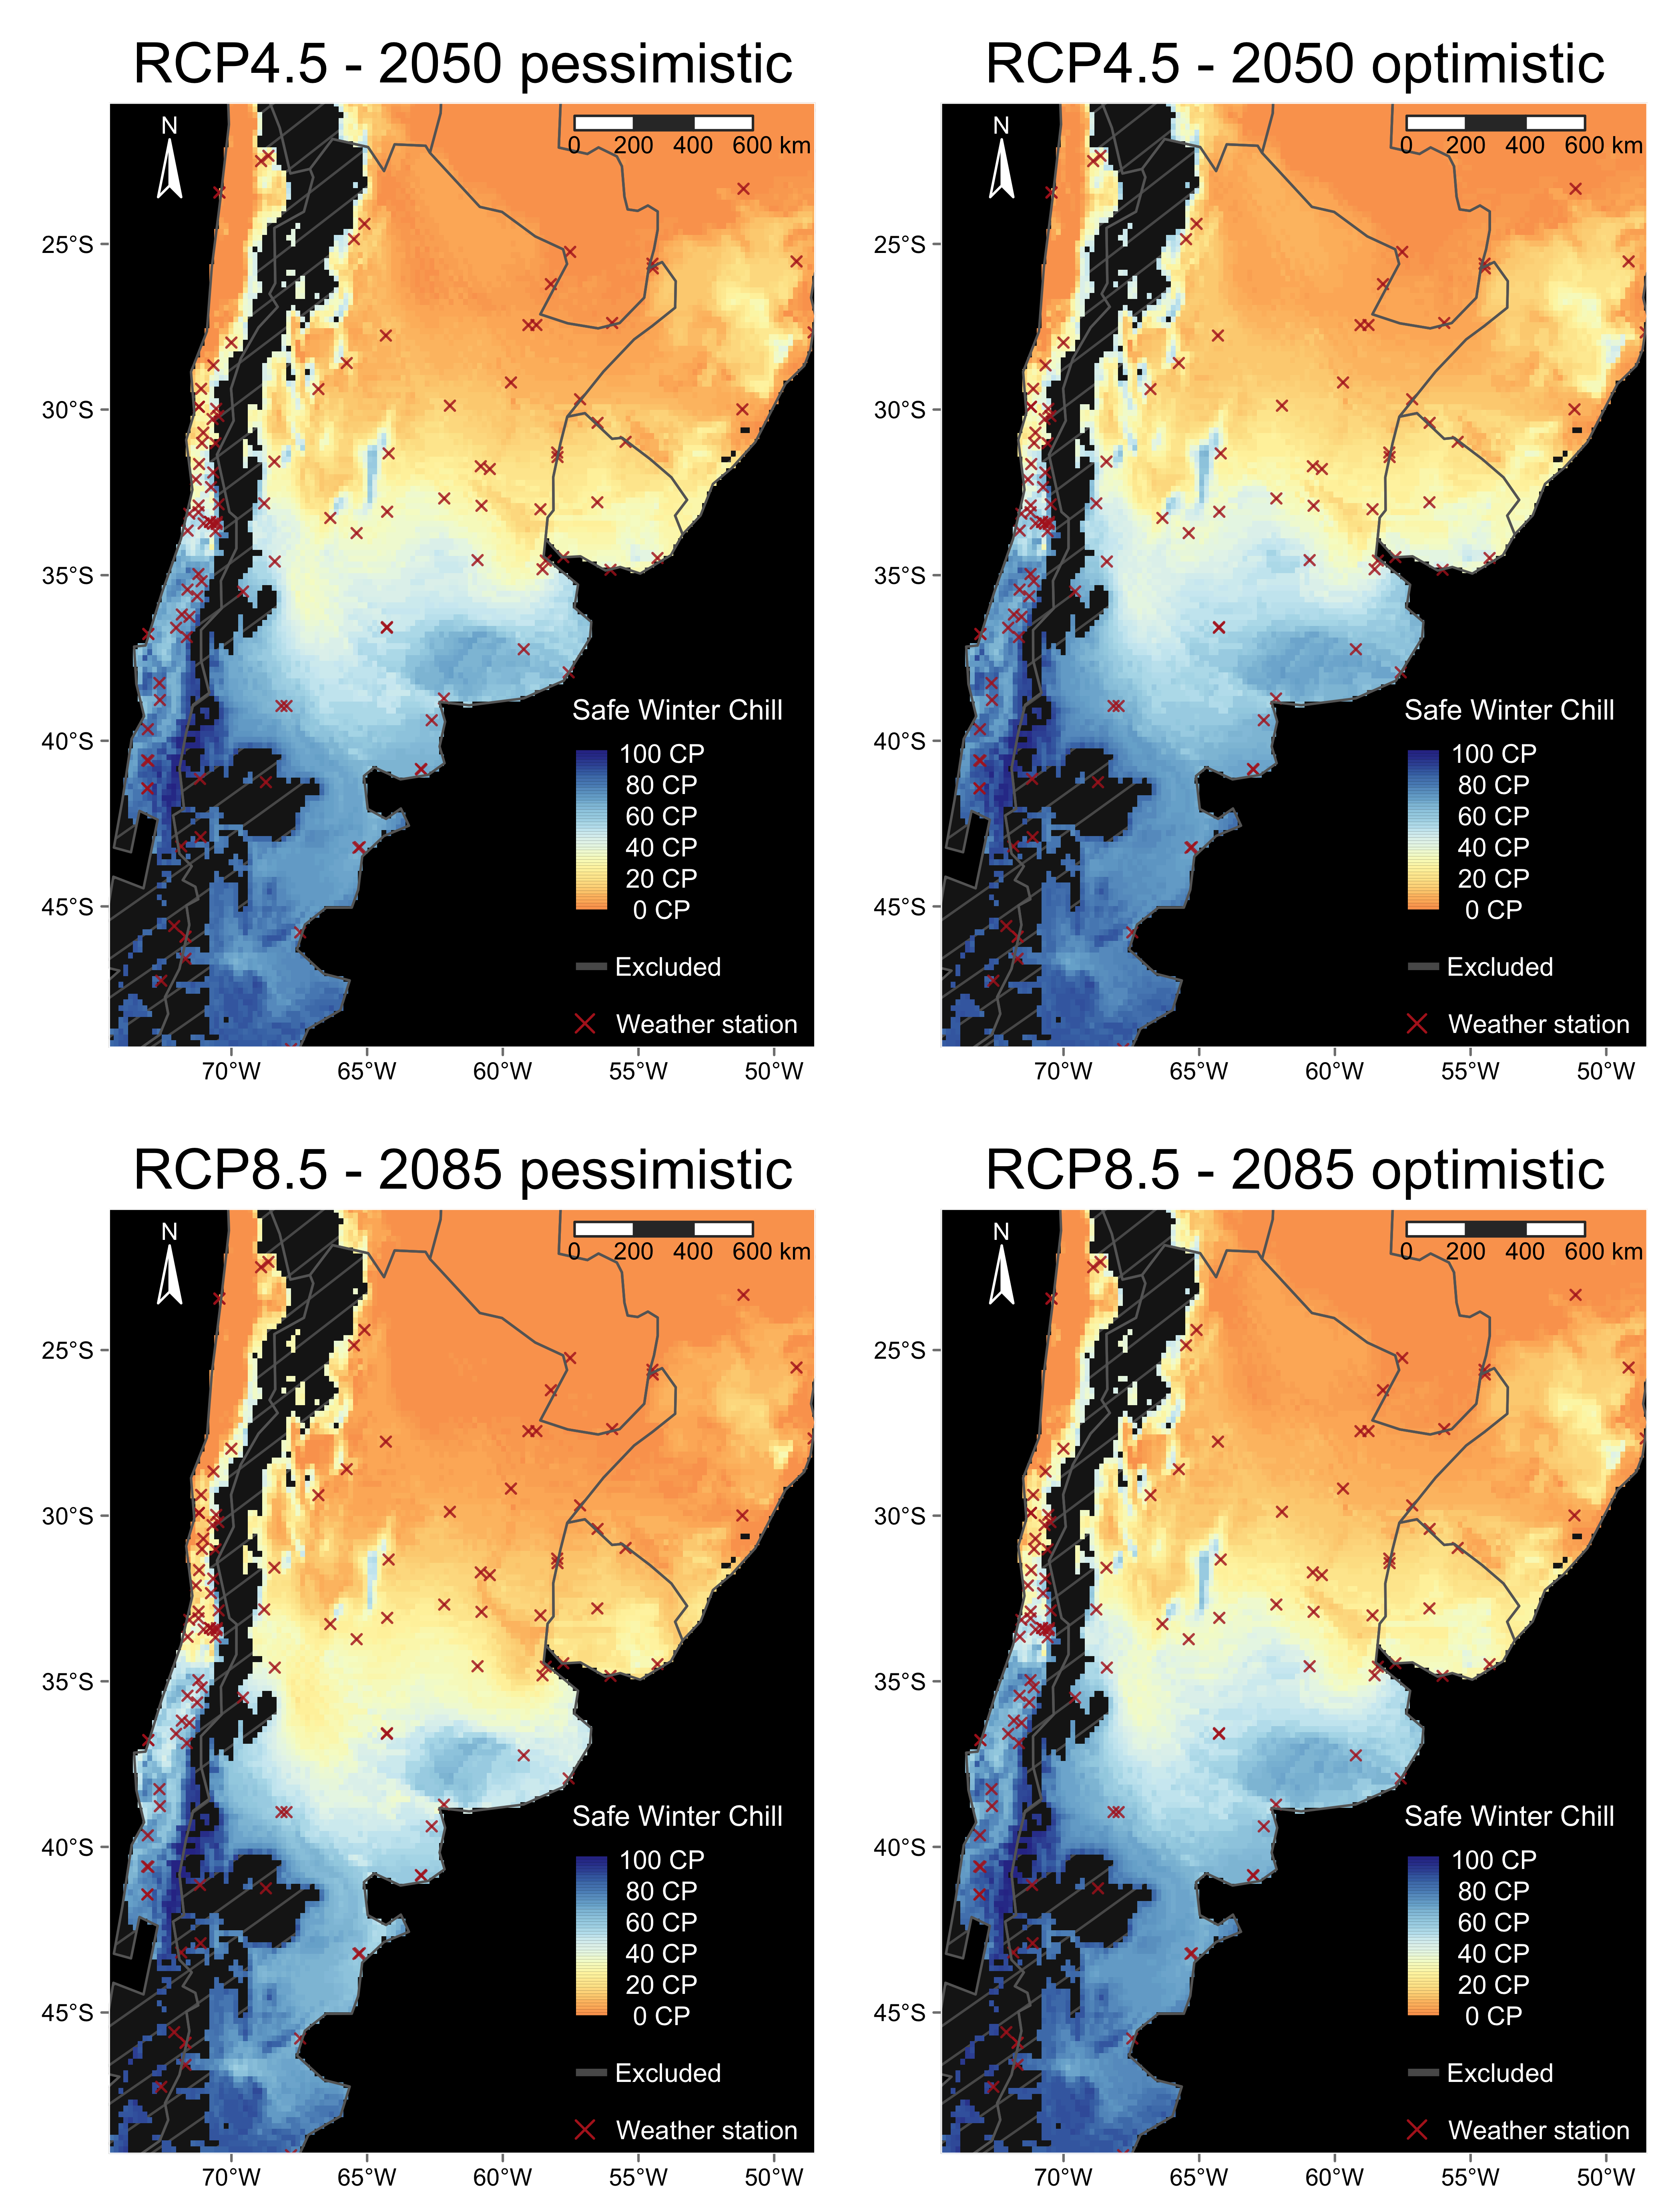 RCP4.5 - 2050 pessimistic
N
0 200 400 600 km
25°S
30°S
35°S
40°S
45°S
Safe Winter Chill
100 CP
80 CP
60 CP
40 CP
20 CP
0 CP
Excluded
Weather station
70°W 65°W 60°W 55°W 50°W
RCP4.5 - 2050 optimistic
N
0 200 400 600 km
25°S
30°S
35°S
40°S
45°S
Safe Winter Chill
100 CP
80 CP
60 CP
40 CP
20 CP
0 CP
Excluded
Weather station
70°W 65°W 60°W 55°W 50°W
RCP8.5 - 2085 pessimistic
N
0 200 400 600 km
25°S
30°S
35°S
40°S
45°S
Safe Winter Chill
100 CP
80 CP
60 CP
40 CP
20 CP
0 CP
Excluded
Weather station
70°W 65°W 60°W 55°W 50°W
RCP8.5 - 2085 optimistic
N
0 200 400 600 km
25°S
30°S
35°S
40°S
45°S
Safe Winter Chill
100 CP
80 CP
60 CP
40 CP
20 CP
0 CP
Excluded
Weather station
70°W 65°W 60°W 55°W 50°W